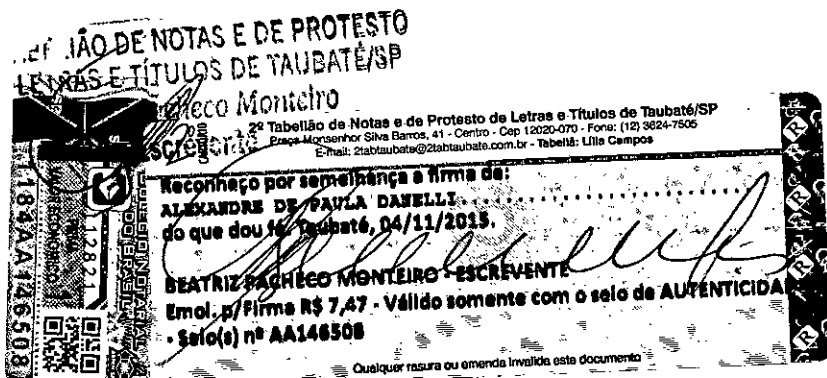 IÃO DE NOTAS E DE PROTESTO
LETRAS E TÍTULOS DE TAUBATÉ/SP
Pacheco Monteiro
2º Tabelião de Notas e de Protesto de Letras e Títulos de Taubaté/SP
Praça Monsenhor Silva Barros, 41 - Centro - Cep 12020-070 - Fone: (12) 3624-7505
E-mail: 2tabtaubate@2tabtaubate.com.br - Tabeliã: Lília Campos
Reconheço por semelhança a firma de:
ALEXANDRE DE PAULA DANELLI
do que dou fé. Taubaté, 04/11/2015.
BEATRIZ PACHECO MONTEIRO - ESCREVENTE
Emol. p/Firma R$ 7,47 - Válido somente com o selo de AUTENTICIDA
- Selo(s) nº AA146508
Qualquer rasura ou emenda invalida este documento
1184AA146508
FIRMA